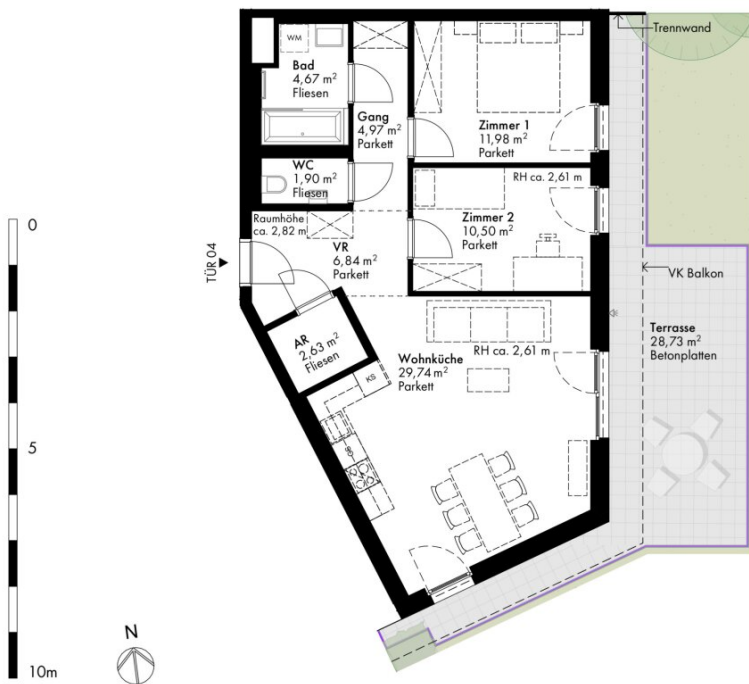 Trennwand
WM
Bad
4,67 m²
Fliesen
Gang
4,97 m²
Parkett
Zimmer 1
11,98 m²
Parkett
WC
1,90 m²
Fliesen
RH ca. 2,61 m
Zimmer 2
10,50 m²
Parkett
Raumhöhe
ca. 2,82 m
VR
6,84 m²
Parkett
TÜR 04
VK Balkon
AR
2,63 m²
Fliesen
Terrasse
28,73 m²
Betonplatten
Wohnküche
29,74 m²
Parkett
RH ca. 2,61 m
KS
0
5
10m
N